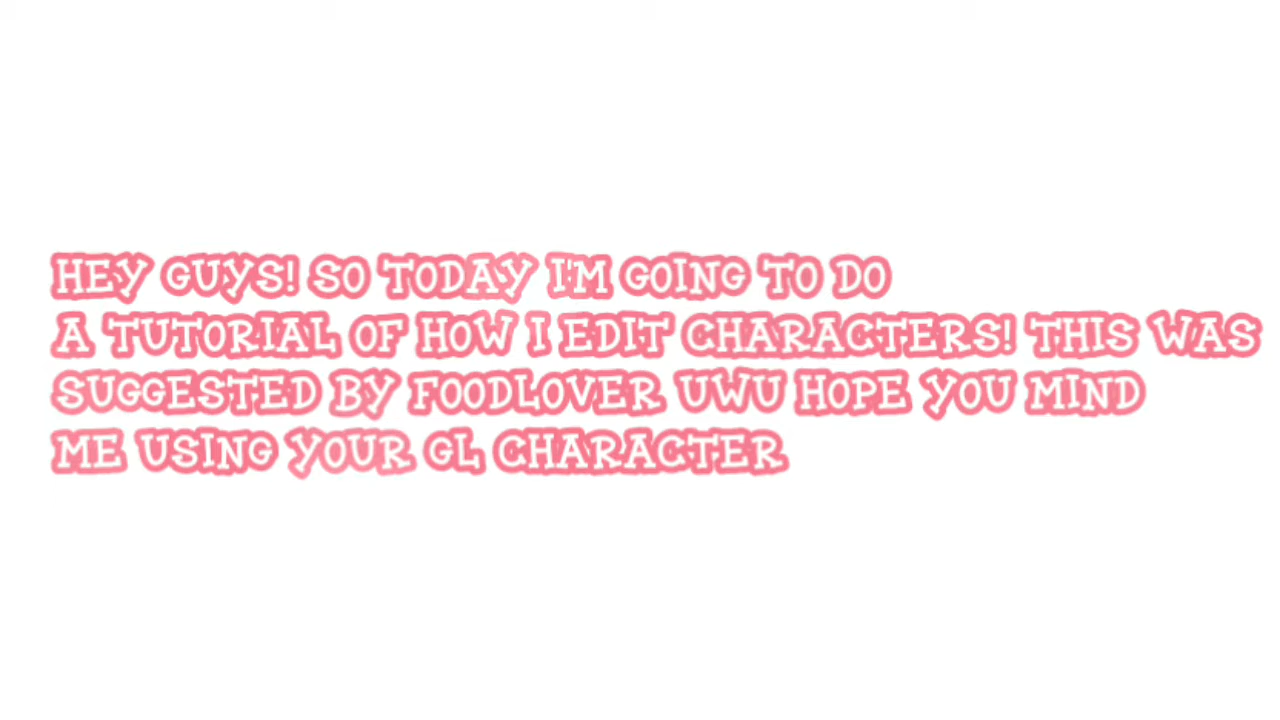 HEY GUYS! SO TODAY I'M GOING TO DO
A TUTORIAL OF HOW I EDIT CHARACTERS! THIS WAS
SUGGESTED BY FOODLOVER UWU HOPE YOU MIND
ME USING YOUR GL CHARACTER